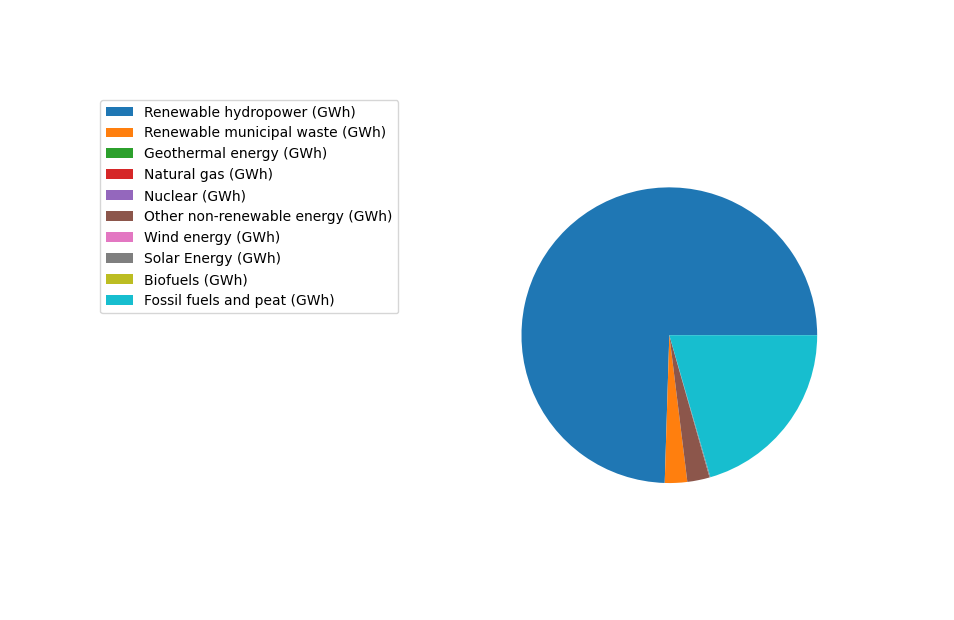 Renewable hydropower (GWh)
Renewable municipal waste (GWh)
Geothermal energy (GWh)
Natural gas (GWh)
Nuclear (GWh)
Other non-renewable energy (GWh)
Wind energy (GWh)
Solar Energy (GWh)
Biofuels (GWh)
Fossil fuels and peat (GWh)